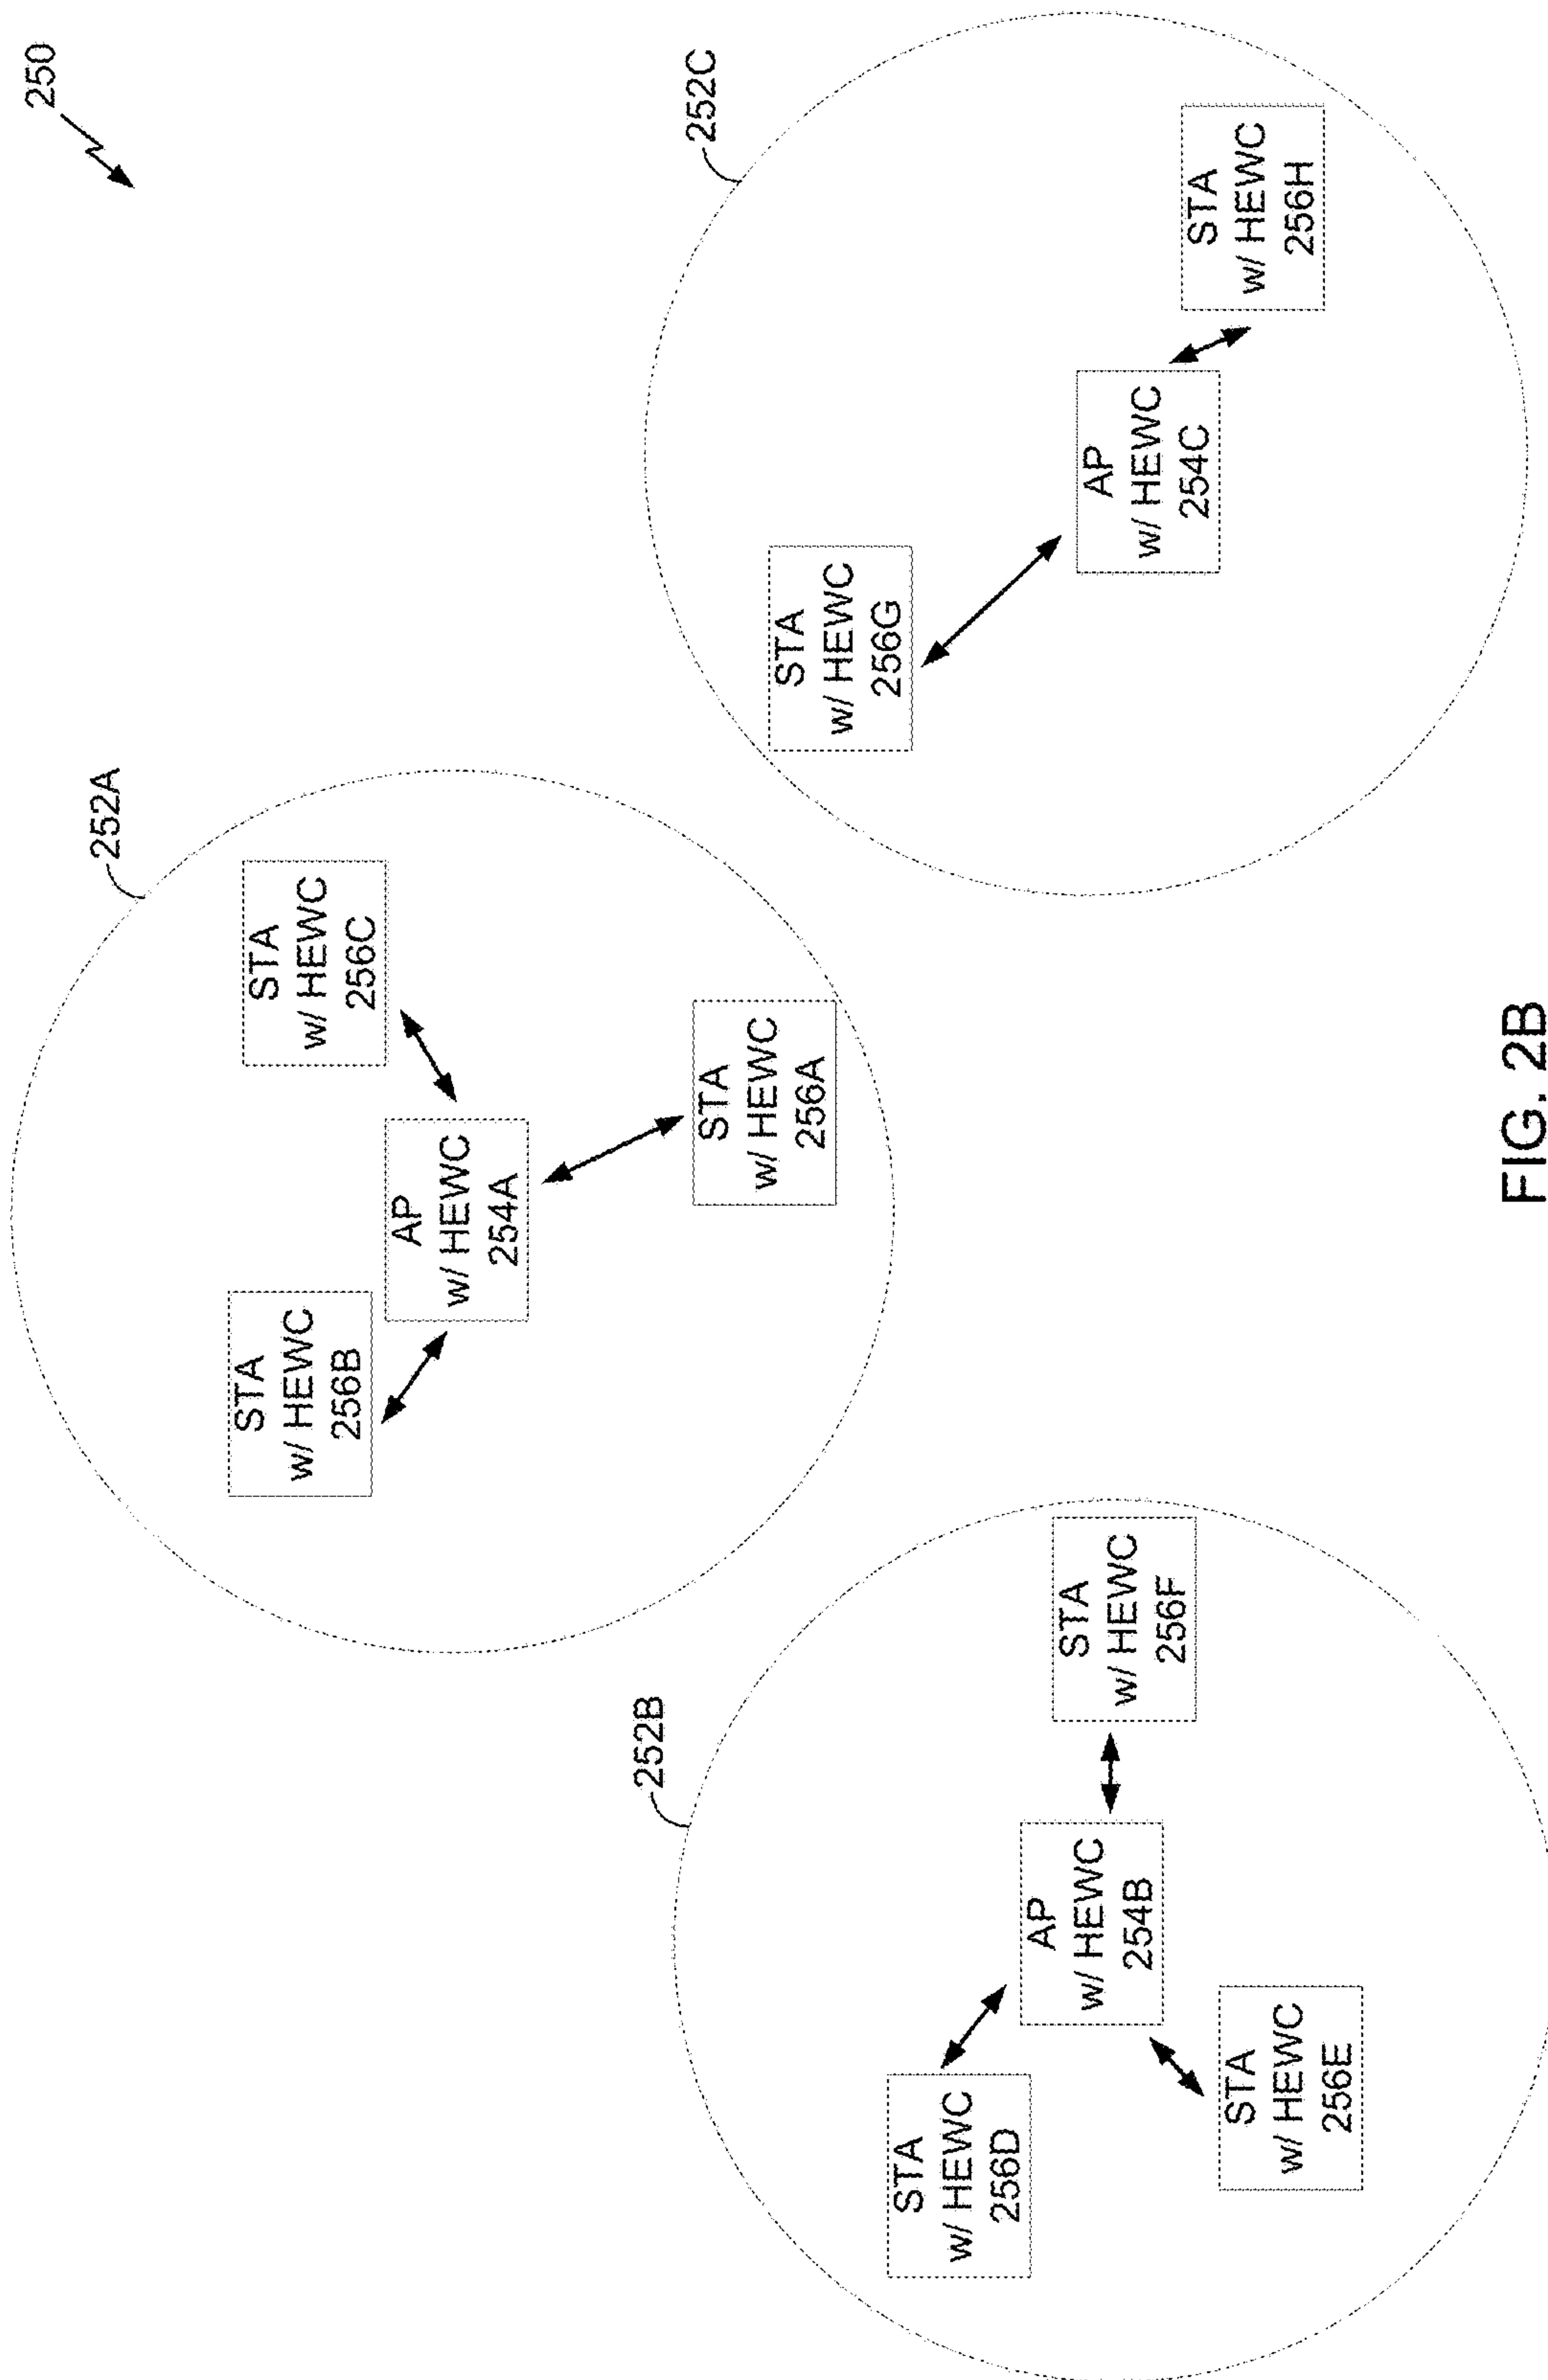 250
252A
STA
w/ HEWC
256B
STA
w/ HEWC
256C
AP
w/ HEWC
254A
STA
w/ HEWC
256A
252B
STA
w/ HEWC
256D
AP
w/ HEWC
254B
STA
w/ HEWC
256F
STA
w/ HEWC
256E
252C
STA
w/ HEWC
256G
AP
w/ HEWC
254C
STA
w/ HEWC
256H
FIG. 2B